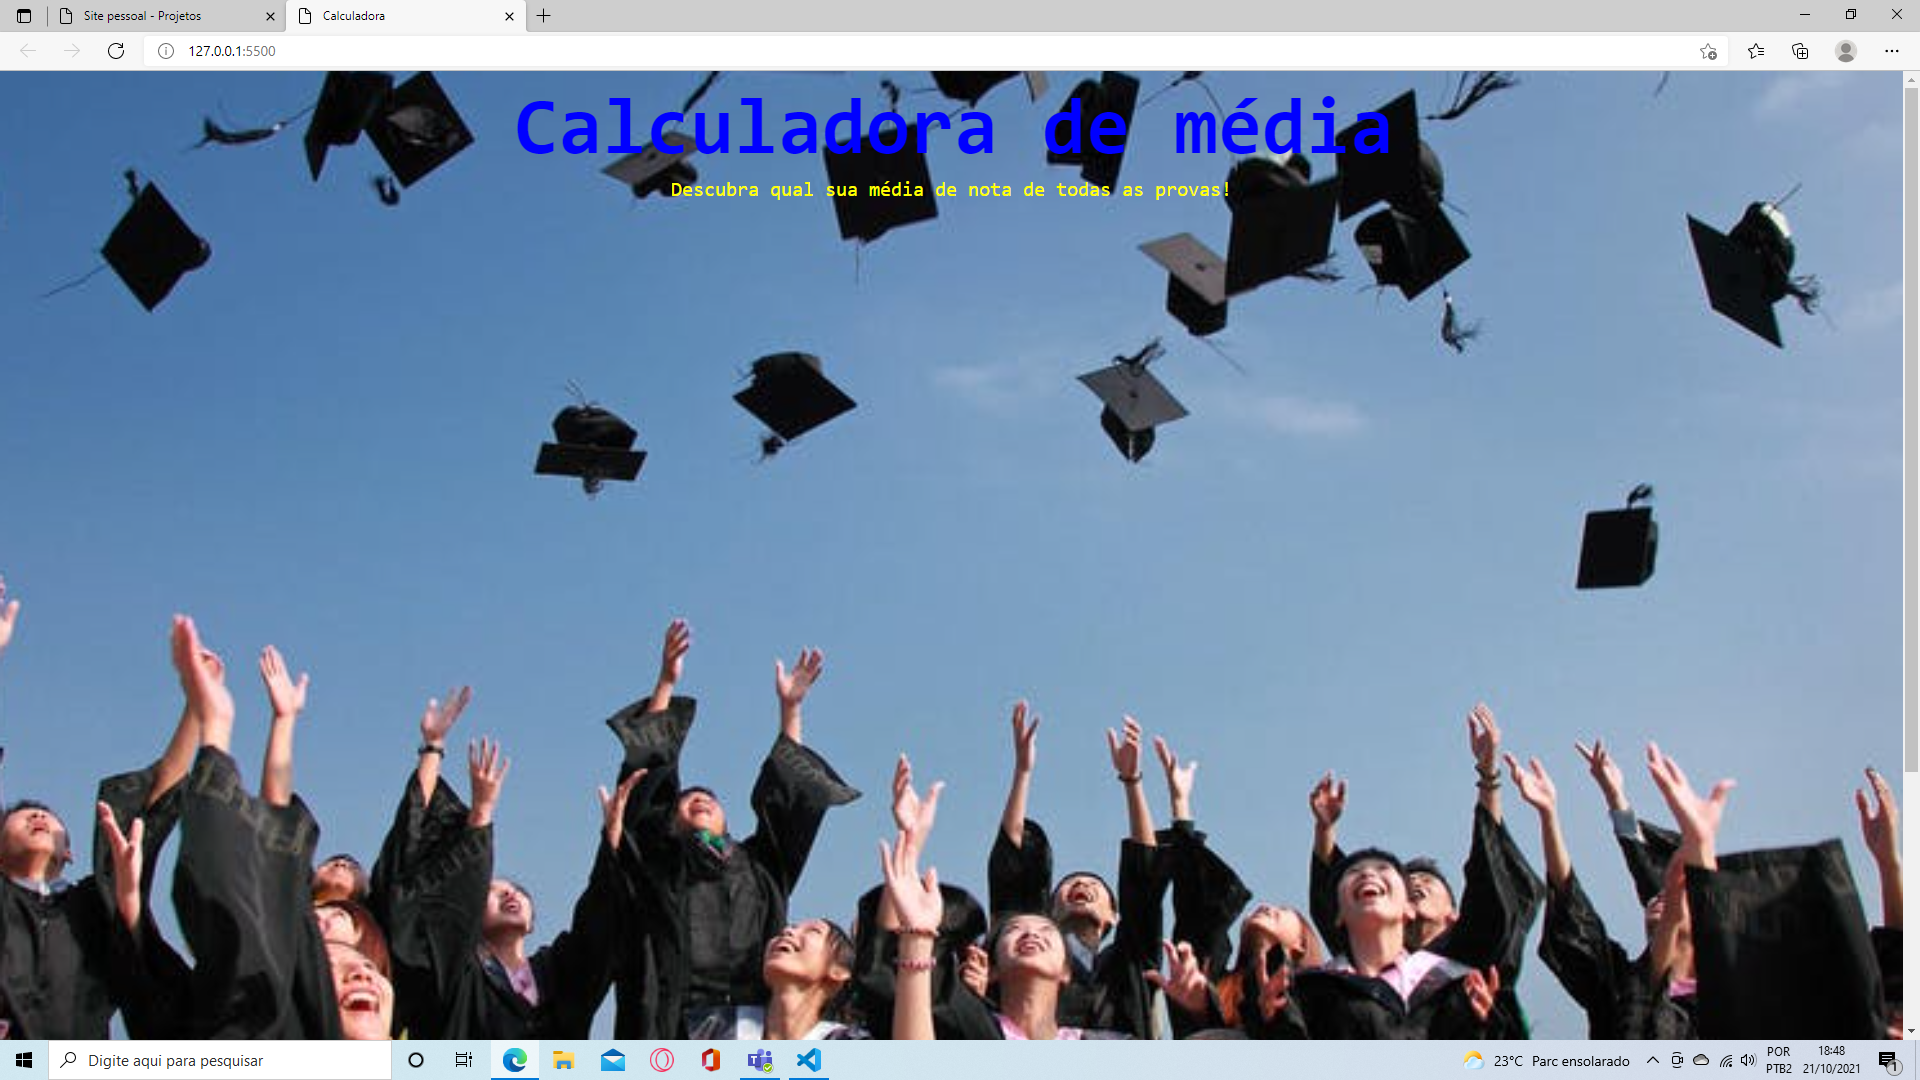 Site pessoal - Projetos
Calculadora
127.0.0.1:5500
Calculadora de média
Descubra qual sua média de nota de todas as provas!
Digite aqui para pesquisar
23°C Parc ensolarado
POR
PTB2
18:48
21/10/2021
1